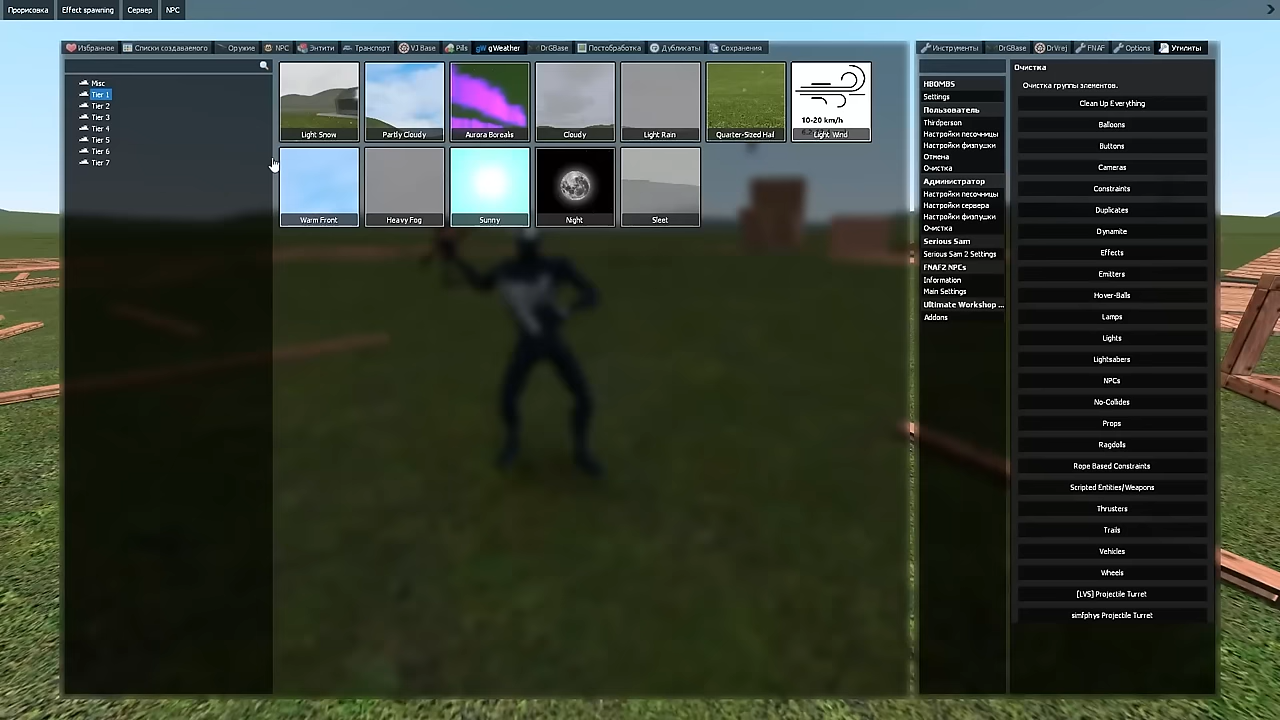 Прорисовка Effect spawning Сервер NPC
Избранное Списки создаваемого Оружие NPC Энтити Транспорт VJ Base Pills gWeather DrGBase Постобработка Дубликаты Сохранения
Misc
Tier 1
Tier 2
Tier 3
Tier 4
Tier 5
Tier 6
Tier 7
Light Snow Partly Cloudy Aurora Borealis Cloudy Light Rain Quarter-Sized Hail Light Wind
10-20 km/h
Warm Front Heavy Fog Sunny Night Sleet
Инструменты DrGBase DrVrej FNAF Options Утилиты
HBOMBS
Settings
Пользователь
Thirdperson
Настройки песочницы
Настройки физпушки
Отмена
Очистка
Администратор
Настройки песочницы
Настройки сервера
Настройки физпушки
Очистка
Serious Sam
Serious Sam 2 Settings
FNAF2 NPCs
Information
Main Settings
Ultimate Workshop ...
Addons
Очистка
Очистка группы элементов.
Clean Up Everything
Balloons
Buttons
Cameras
Constraints
Duplicates
Dynamite
Effects
Emitters
Hover-Balls
Lamps
Lights
Lightsabers
NPCs
No-Collides
Props
Ragdolls
Rope Based Constraints
Scripted Entities/Weapons
Thrusters
Trails
Vehicles
Wheels
[LVS] Projectile Turret
simfphys Projectile Turret